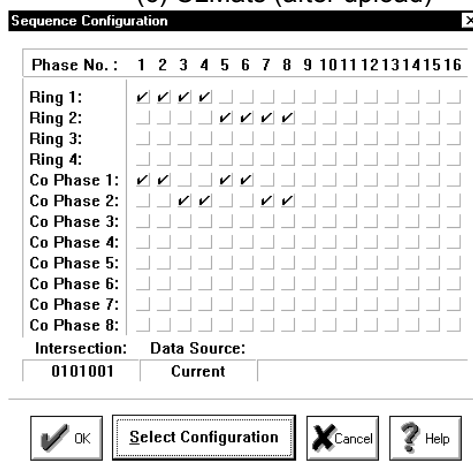 (c) SEMats (after upload)
Sequence Configuration
Phase No. : 1 2 3 4 5 6 7 8 9 10 11 12 13 14 15 16
Ring 1: ✔ ✔ ✔ ✔
Ring 2: ✔ ✔ ✔ ✔
Ring 3:
Ring 4:
Co Phase 1: ✔ ✔ ✔ ✔
Co Phase 2: ✔ ✔ ✔ ✔
Co Phase 3:
Co Phase 4:
Co Phase 5:
Co Phase 6:
Co Phase 7:
Co Phase 8:
Intersection: Data Source:
0101001 Current
OK Select Configuration Cancel Help